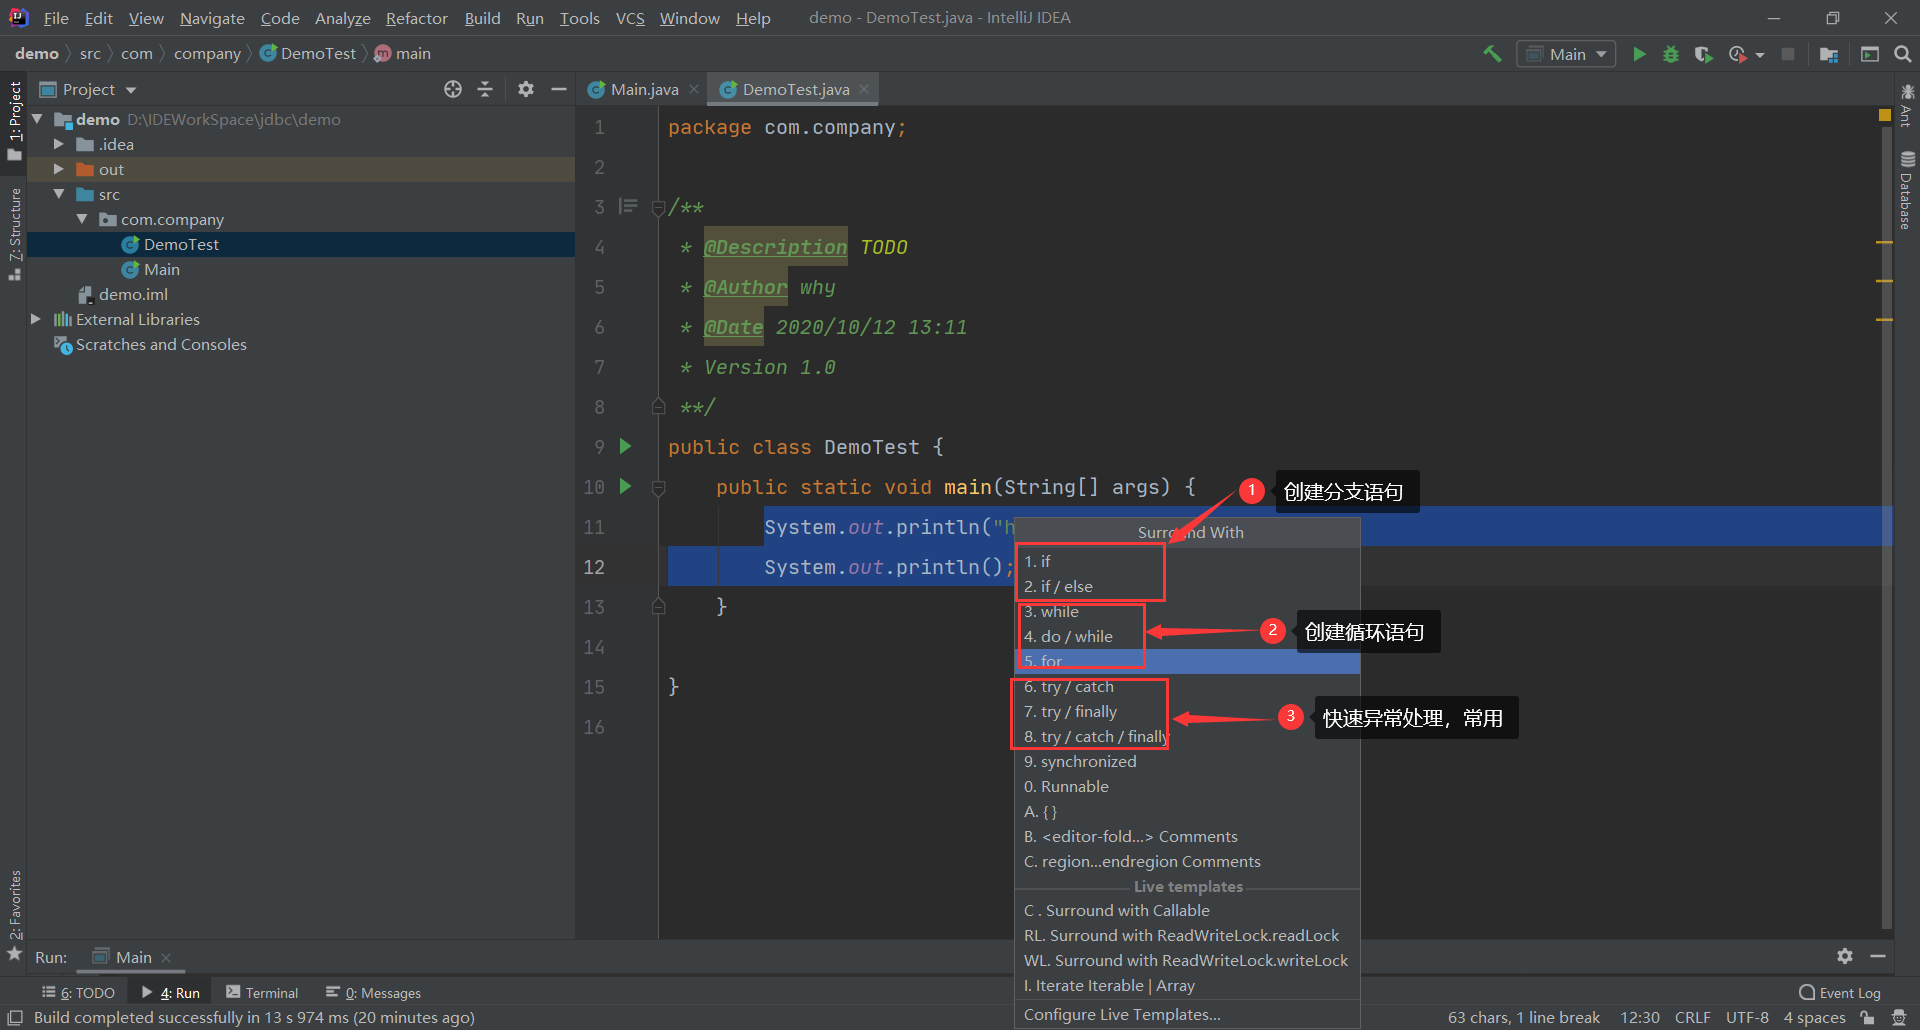 File Edit View Navigate Code Analyze Refactor Build Run Tools VCS Window Help demo - DemoTest.java - IntelliJ IDEA
demo src com company DemoTest main Main
1: Project
7: Structure
2: Favorites
Project
demo D:\IDEWorkSpace\jdbc\demo
.idea
out
src
com.company
DemoTest
Main
demo.iml
External Libraries
Scratches and Consoles
Main.java DemoTest.java
1 package com.company;
2
3 /**
4 * @Description TODO
5 * @Author why
6 * @Date 2020/10/12 13:11
7 * Version 1.0
8 **/
9 public class DemoTest {
10 public static void main(String[] args) {
11 System.out.println("h
12 System.out.println();
13 }
14
15 }
16
Surround With
1. if
2. if / else
3. while
4. do / while
5. for
6. try / catch
7. try / finally
8. try / catch / finally
9. synchronized
0. Runnable
A. { }
B. <editor-fold...> Comments
C. region...endregion Comments
Live templates
C . Surround with Callable
RL. Surround with ReadWriteLock.readLock
WL. Surround with ReadWriteLock.writeLock
I. Iterate Iterable | Array
Configure Live Templates...
1 创建分支语句
2 创建循环语句
3 快速异常处理，常用
Ant
Database
Run: Main
6: TODO 4: Run Terminal 0: Messages Event Log
Build completed successfully in 13 s 974 ms (20 minutes ago) 63 chars, 1 line break 12:30 CRLF UTF-8 4 spaces